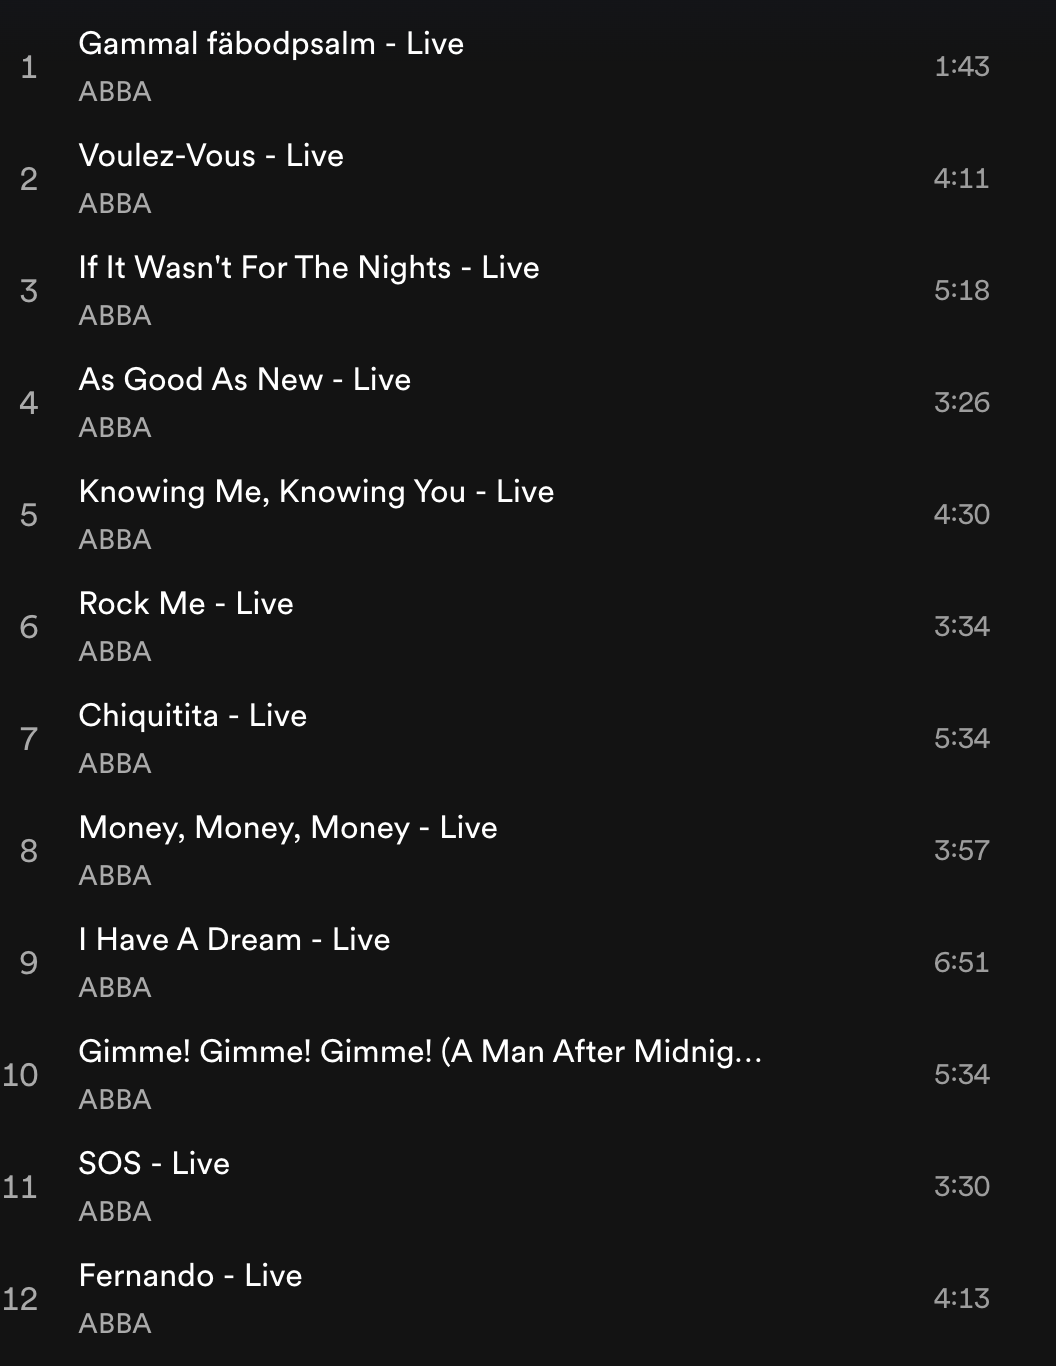 1
Gammal fäbodpsalm - Live
ABBA
1:43
2
Voulez-Vous - Live
ABBA
4:11
3
If It Wasn't For The Nights - Live
ABBA
5:18
4
As Good As New - Live
ABBA
3:26
5
Knowing Me, Knowing You - Live
ABBA
4:30
6
Rock Me - Live
ABBA
3:34
7
Chiquitita - Live
ABBA
5:34
8
Money, Money, Money - Live
ABBA
3:57
9
I Have A Dream - Live
ABBA
6:51
10
Gimme! Gimme! Gimme! (A Man After Midnig...
ABBA
5:34
11
SOS - Live
ABBA
3:30
12
Fernando - Live
ABBA
4:13